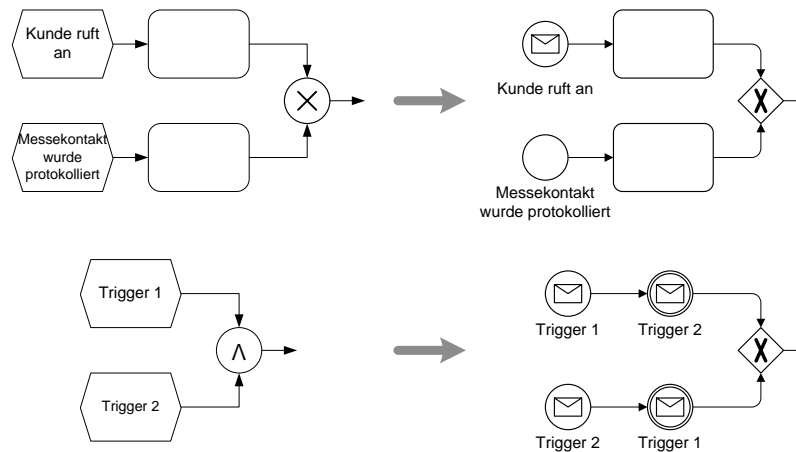 Kunde ruft
an
Kunde ruft an
Messekontakt
wurde
protokolliert
Messekontakt
wurde protokolliert
Trigger 1
Trigger 1
Trigger 2
Trigger 2
Trigger 2
Trigger 1